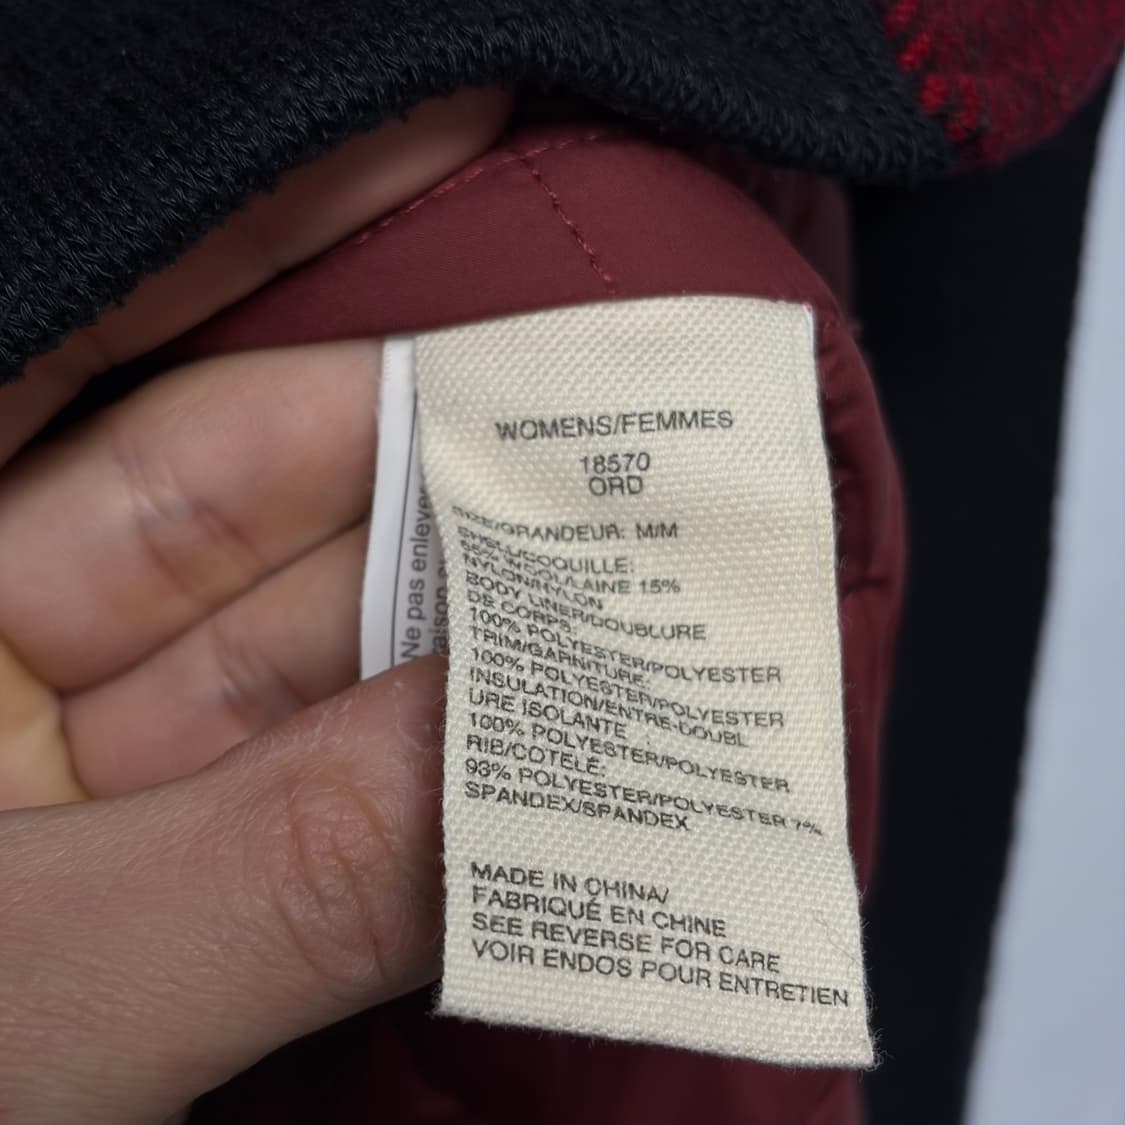 WOMENS/FEMMES
18570
ORD
SIZE/GRANDEUR: M/M
SHELL/COQUILLE:
85% WOOL/LAINE 15%
NYLON/NYLON
BODY LINER/DOUBLURE
DE CORPS:
100% POLYESTER/POLYESTER
TRIM/GARNITURE:
100% POLYESTER/POLYESTER
INSULATION/ENTRE-DOUBL
URE ISOLANTE
100% POLYESTER/POLYESTER
RIB/COTELÉ:
93% POLYESTER/POLYESTER 7%
SPANDEX/SPANDEX
MADE IN CHINA/
FABRIQUÉ EN CHINE
SEE REVERSE FOR CARE
VOIR ENDOS POUR ENTRETIEN
Ne pas enlever